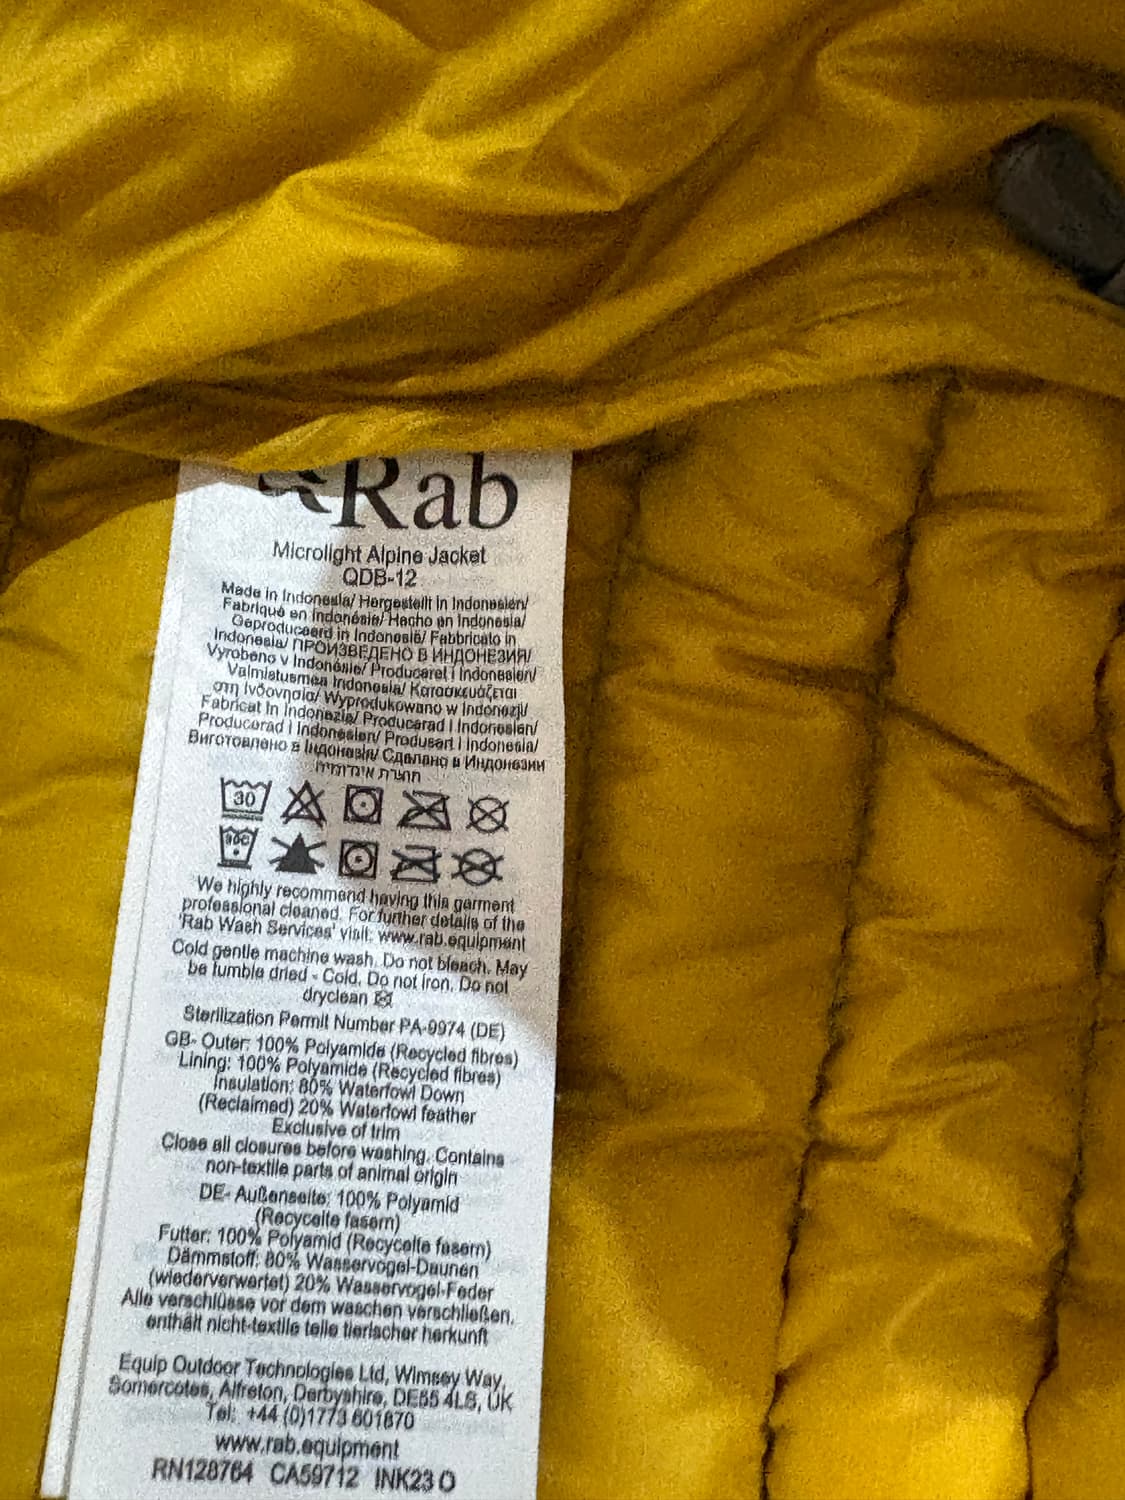 Rab
Microlight Alpine Jacket
QDB-12
Made in Indonesia/ Hergestellt in Indonesien/
Fabriqué en Indonésie/ Hecho en Indonesia/
Geproduceerd in Indonesië/ Fabbricato in
Indonesia/ ПРОИЗВЕДЕНО В ИНДОНЕЗИЯ/
Vyrobeno v Indonésie/ Produceret i Indonesien/
Valmistusmaa Indonesia/ Κατασκευάζεται
στη Ινδονησία/ Wyprodukowano w Indonezji/
Fabricat în Indonezia/ Producerad i Indonesien/
Producerad i Indonesien/ Produsert i Indonesia/
Виготовлено в Індонезія/ Сделано в Индонезии
תוצרת אינדונזיה
30
We highly recommend having this garment
professional cleaned. For further details of the
'Rab Wash Services' visit: www.rab.equipment
Cold gentle machine wash. Do not bleach. May
be tumble dried - Cold. Do not iron. Do not
dryclean
Sterilization Permit Number PA-9974 (DE)
GB- Outer: 100% Polyamide (Recycled fibres)
Lining: 100% Polyamide (Recycled fibres)
Insulation: 80% Waterfowl Down
(Reclaimed) 20% Waterfowl feather
Exclusive of trim
Close all closures before washing. Contains
non-textile parts of animal origin
DE- Außenseite: 100% Polyamid
(Recycelte fasern)
Futter: 100% Polyamid (Recycelte fasern)
Dämmstoff: 80% Wasservogel-Daunen
(wiederverwertet) 20% Wasservogel-Feder
Alle verschlüsse vor dem waschen verschließen.
enthält nicht-textile teile tierischer herkunft
Equip Outdoor Technologies Ltd, Wimsey Way,
Somercotes, Alfreton, Derbyshire, DE55 4LS, UK
Tel: +44 (0)1773 601870
www.rab.equipment
RN128764 CA59712 INK23 O